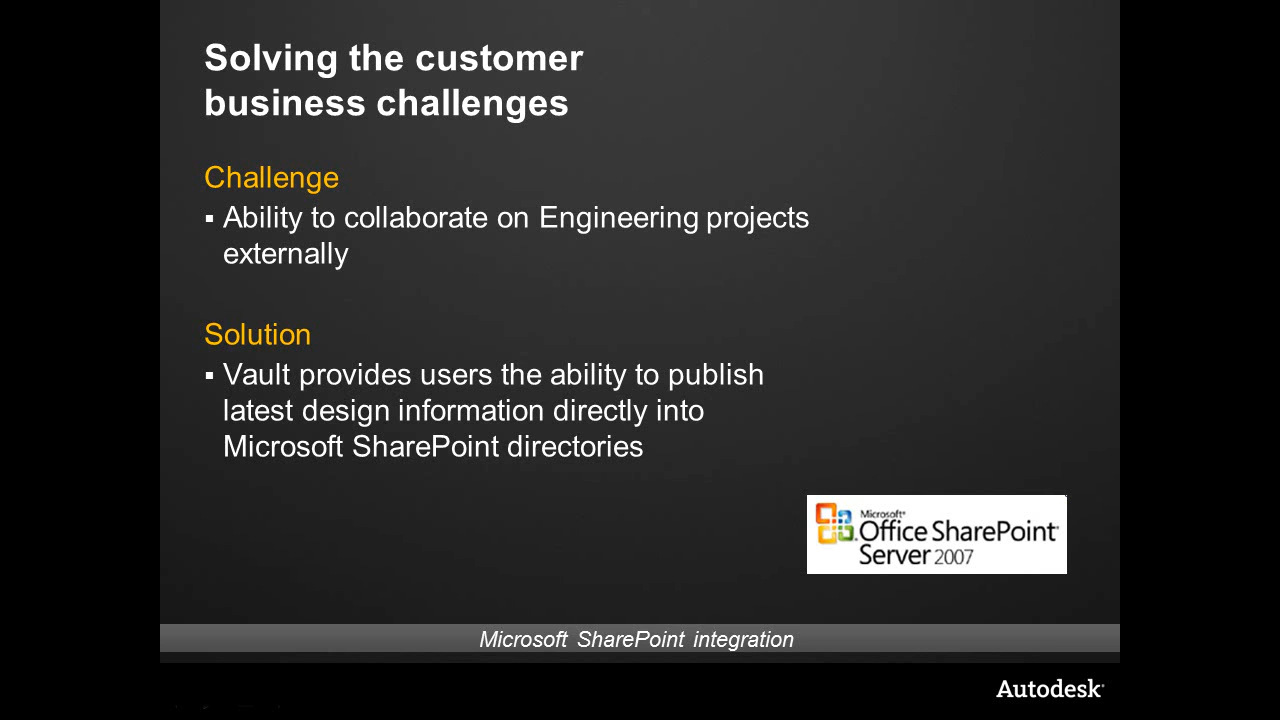 Solving the customer
business challenges
Challenge
▪ Ability to collaborate on Engineering projects
externally
Solution
▪ Vault provides users the ability to publish
latest design information directly into
Microsoft SharePoint directories
Microsoft®
Office SharePoint®
Server 2007
Microsoft SharePoint integration
Autodesk®